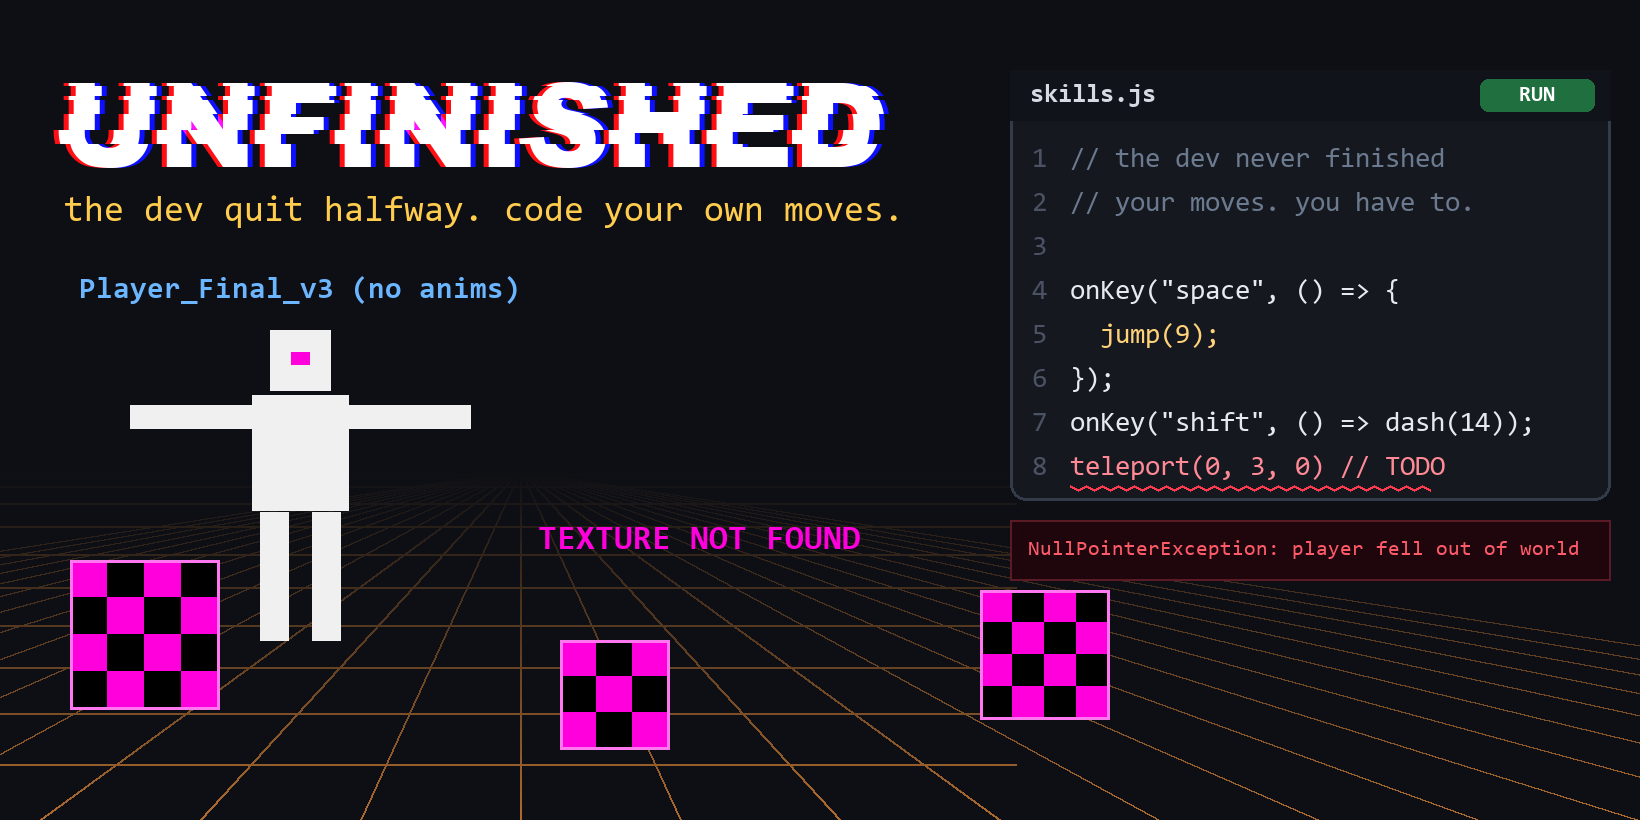 UNFINISHED
the dev quit halfway. code your own moves.
Player_Final_v3 (no anims)
TEXTURE NOT FOUND
skills.js
RUN
1 // the dev never finished
2 // your moves. you have to.
3
4 onKey("space", () => {
5   jump(9);
6 });
7 onKey("shift", () => dash(14));
8 teleport(0, 3, 0) // TODO
NullPointerException: player fell out of world